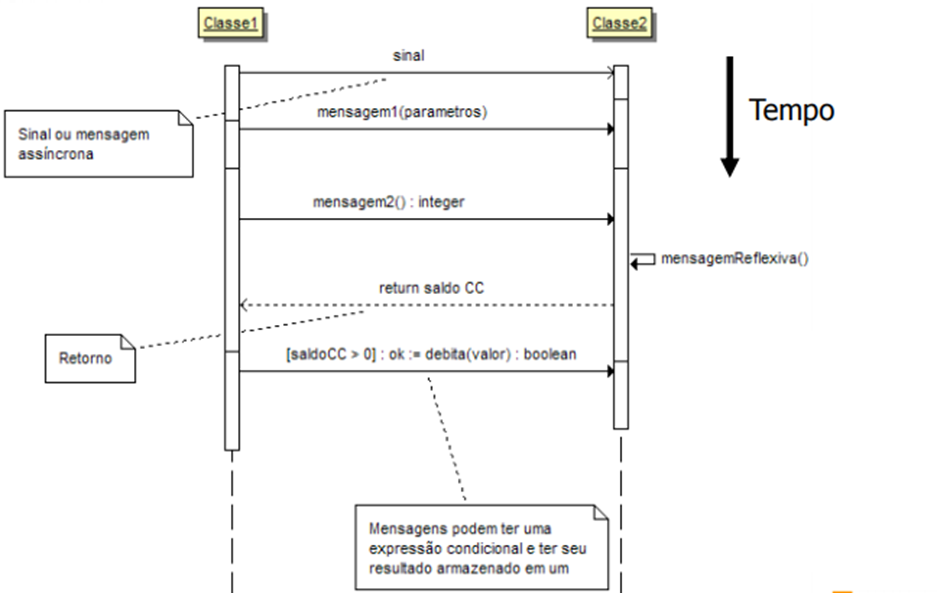 Classe1
Classe2
sinal
Tempo
mensagem1(parametros)
Sinal ou mensagem
assíncrona
mensagem2() : integer
mensagemReflexiva()
return saldo CC
Retorno
[saldoCC > 0] : ok := debita(valor) : boolean
Mensagens podem ter uma
expressão condicional e ter seu
resultado armazenado em um